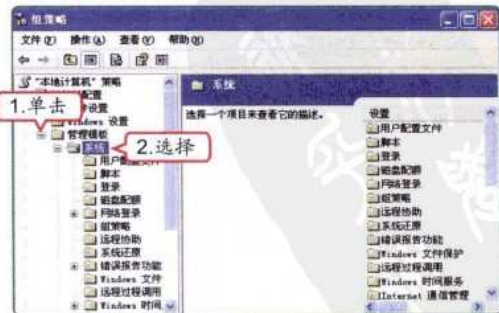 组策略
文件(F) 操作(A) 查看(V) 帮助(H)
"本地计算机" 策略
1.单击
Windows 设置
管理模板
系统
2.选择
用户配置文件
脚本
登录
磁盘配额
网络登录
组策略
远程协助
系统还原
错误报告功能
Windows 文件
远程过程调用
Windows 时间
系统
选择一个项目来查看它的描述。
设置
用户配置文件
脚本
登录
磁盘配额
网络登录
组策略
远程协助
系统还原
错误报告功能
Windows 文件保护
远程过程调用
Windows 时间服务
Internet 通信管理